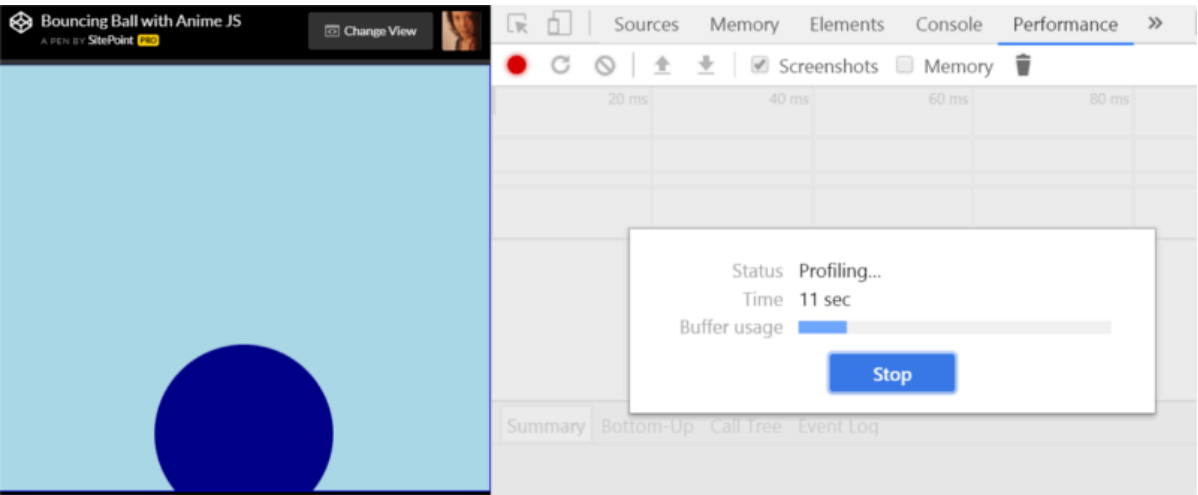 Bouncing Ball with Anime JS
A PEN BY SitePoint PRO
Change View
Sources Memory Elements Console Performance »
Screenshots Memory
20 ms 40 ms 60 ms 80 ms
Status Profiling...
Time 11 sec
Buffer usage
Stop
Summary Bottom-Up Call Tree Event Log